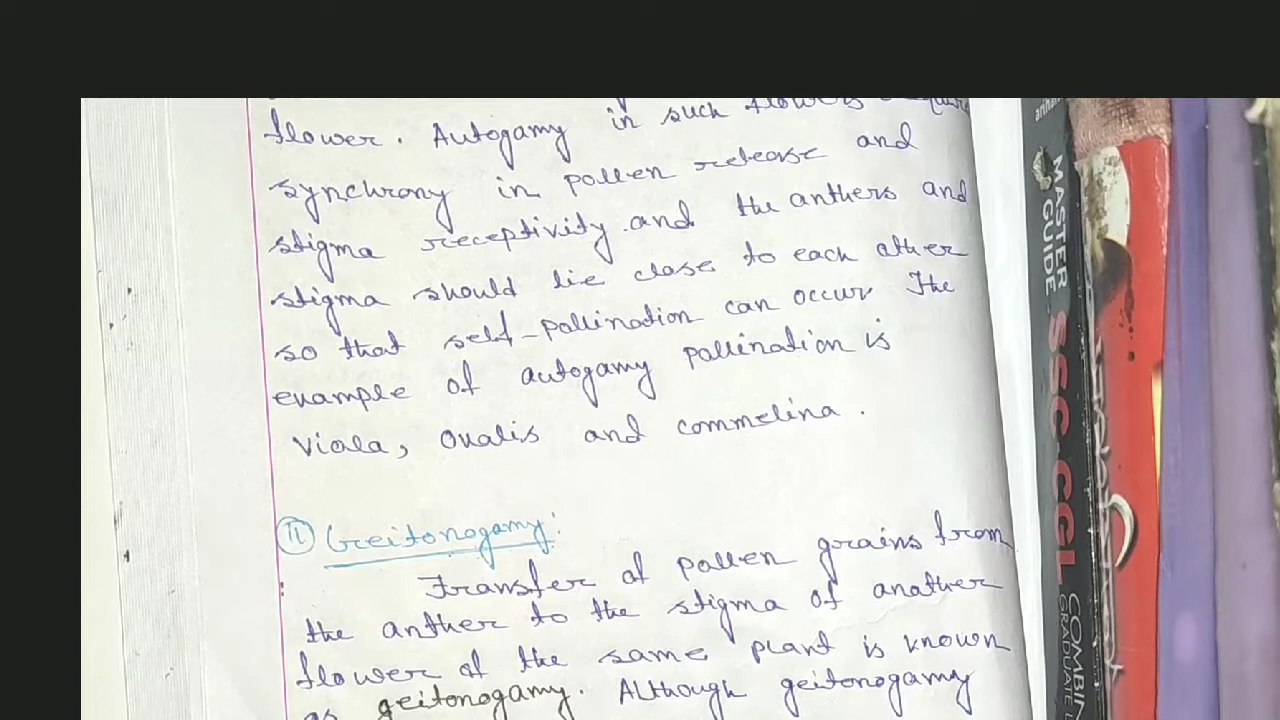 flower. Autogamy in such flowers
synchrony in pollen release and
stigma receptivity and the anthers and
stigma should lie close to each other
so that self-pollination can occur. The
example of autogamy pollination is
Viola, Oxalis and commelina.
II Geitonogamy:
Transfer of pollen grains from
the anther to the stigma of another
flower of the same plant is known
as geitonogamy. Although geitonogamy
MASTER
GUIDE
SSC CGL
COMBIN
GRADUATE